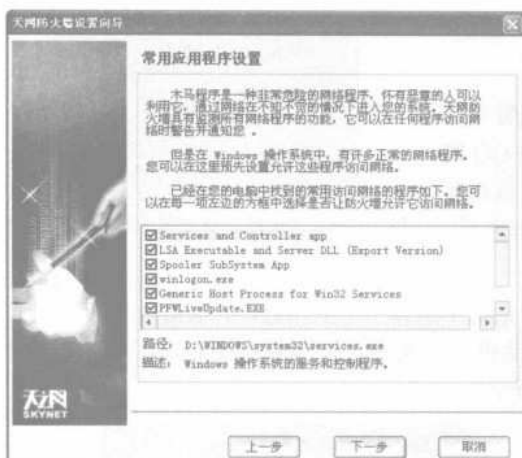 天网防火墙设置向导
常用应用程序设置
木马程序是一种非常危险的网络程序，怀有恶意的人可以
利用它，通过网络在不知不觉的情况下进入您的系统。天网防
火墙具有监测所有网络程序的功能，它可以在任何程序访问网
络时警告并通知您 。
但是在 Windows 操作系统中，有许多正常的网络程序。
您可以在这里预先设置允许这些程序访问网络。
已经在您的电脑中找到的常用访问网络的程序如下。您可
以在每一项左边的方框中选择是否让防火墙允许它访问网络。
Services and Controller app
LSA Executable and Server DLL (Export Version)
Spooler SubSystem App
winlogon.exe
Generic Host Process for Win32 Services
PFWLiveUpdate.EXE
路径： D:\WINDOWS\system32\services.exe
描述： Windows 操作系统的服务和控制程序。
天网
SKYNET
上一步
下一步
取消